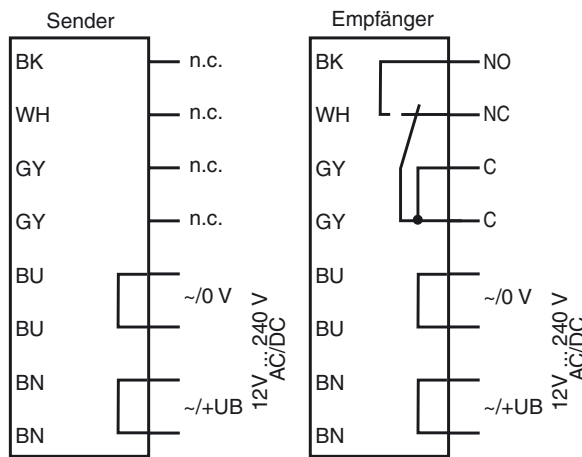 Sender
BK n.c.
WH n.c.
GY n.c.
GY n.c.
BU
~/0 V
BU
BN
~/+UB
BN
12V ... 240 V
AC/DC
Empfänger
BK NO
WH NC
GY C
GY C
BU
~/0 V
BU
BN
~/+UB
BN
12V ... 240 V
AC/DC